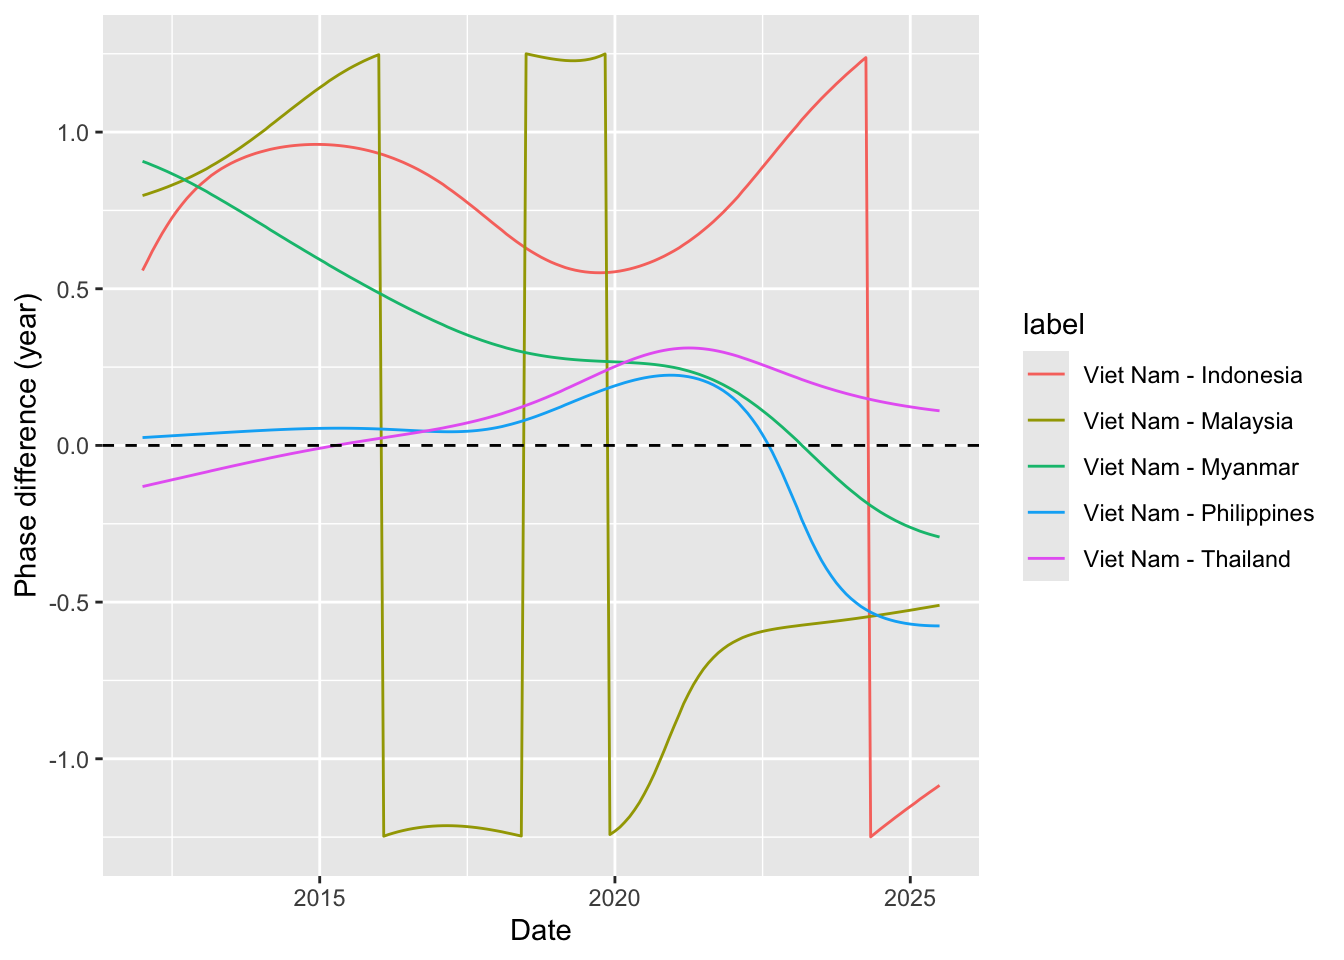 Phase difference (year)
1.0
0.5
0.0
-0.5
-1.0
2015
2020
2025
Date
label
Viet Nam - Indonesia
Viet Nam - Malaysia
Viet Nam - Myanmar
Viet Nam - Philippines
Viet Nam - Thailand